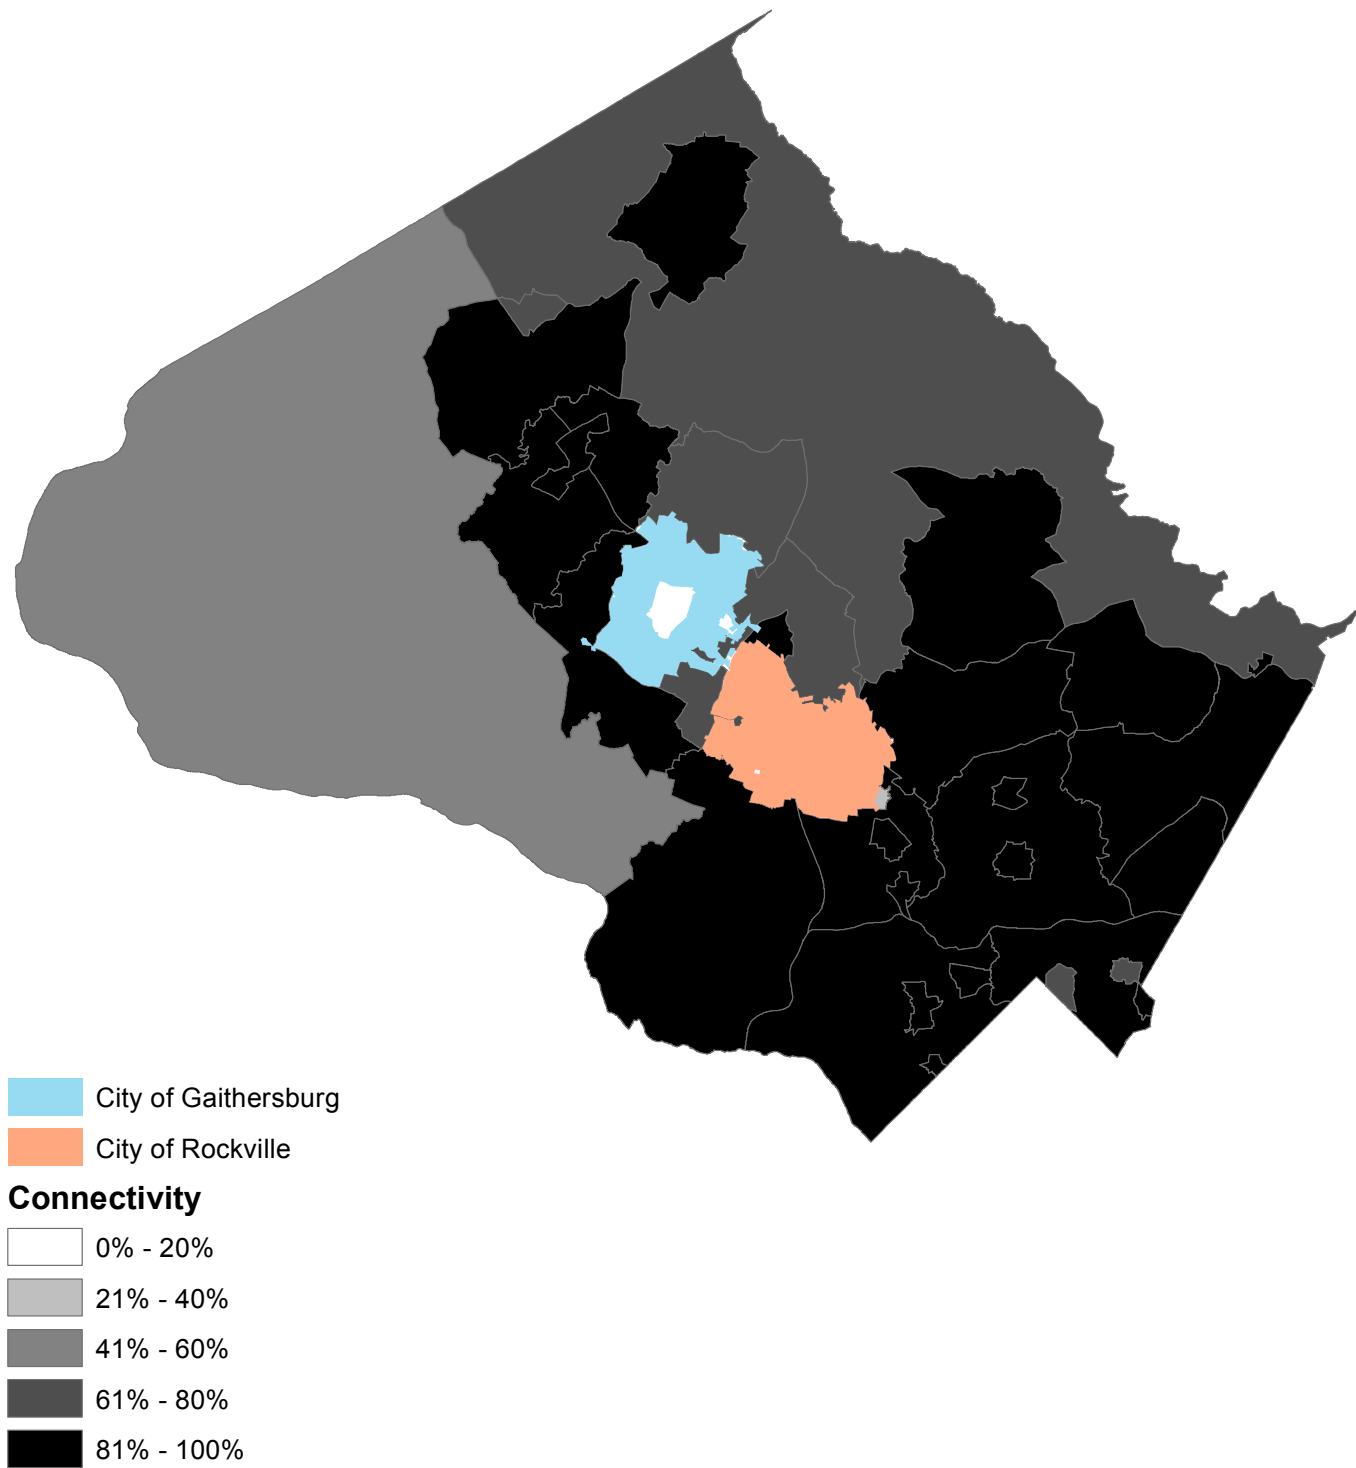 City of Gaithersburg
City of Rockville
Connectivity
0% - 20%
21% - 40%
41% - 60%
61% - 80%
81% - 100%